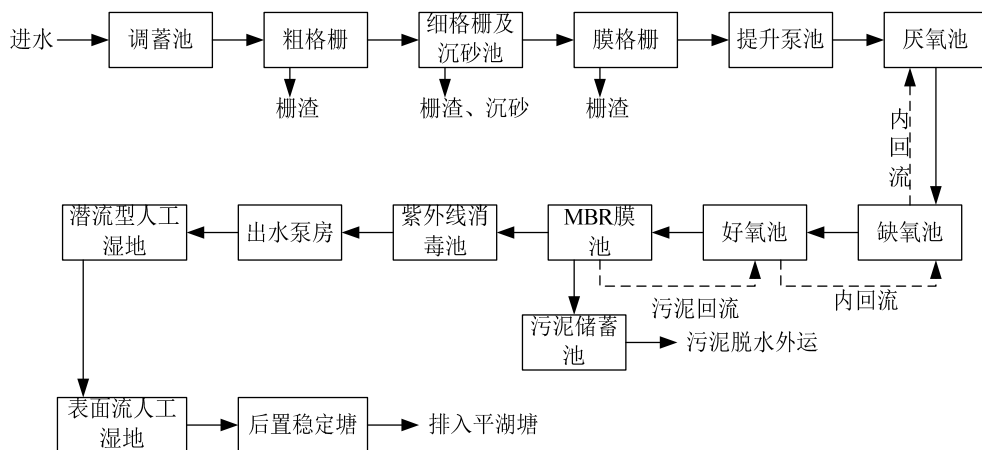 进水
调蓄池
粗格栅
细格栅及
沉砂池
膜格栅
提升泵池
厌氧池
栅渣
栅渣、沉砂
栅渣
内
回
流
潜流型人工
湿地
出水泵房
紫外线消
毒池
MBR膜
池
好氧池
缺氧池
污泥回流
内回流
污泥储蓄
池
污泥脱水外运
表面流人工
湿地
后置稳定塘
排入平湖塘